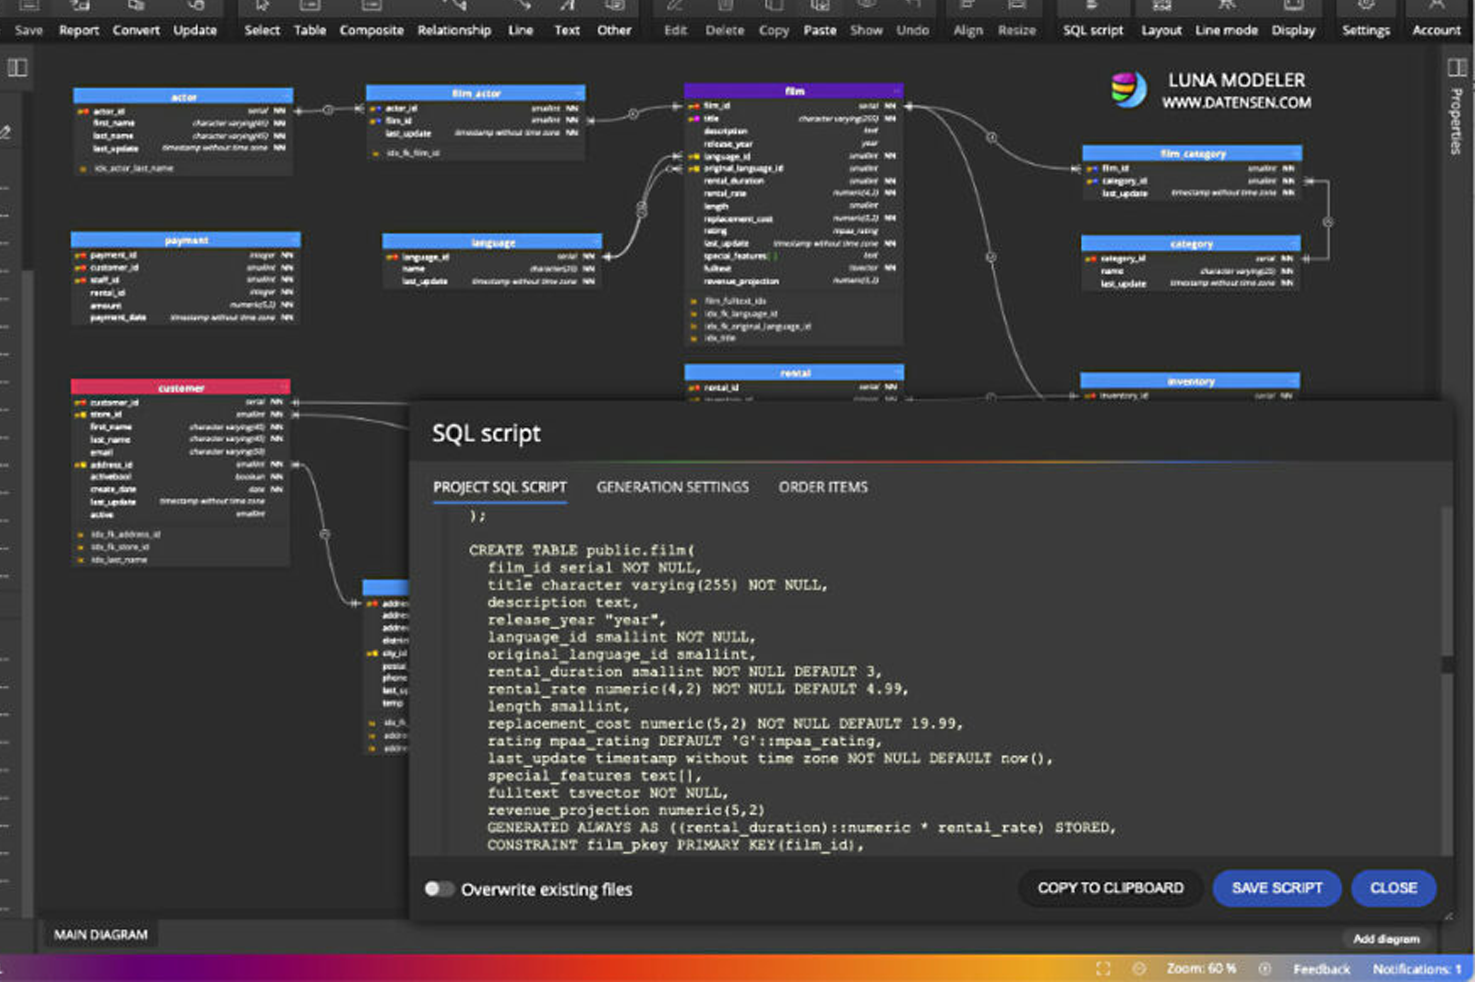 Save Report Convert Update Select Table Composite Relationship Line Text Other Edit Delete Copy Paste Show Undo Align Resize SQL script Layout Line mode Display Settings Account
LUNA MODELER
WWW.DATENSEN.COM
Properties
actor
actor_id serial NN
first_name character varying(45) NN
last_name character varying(45) NN
last_update timestamp without time zone NN
idx_actor_last_name
film_actor
actor_id smallint NN
film_id smallint NN
last_update timestamp without time zone NN
idx_fk_film_id
film
film_id serial NN
title character varying(255) NN
description text
release_year year
language_id smallint NN
original_language_id smallint
rental_duration smallint NN
rental_rate numeric(4,2) NN
length smallint
replacement_cost numeric(5,2) NN
rating mpaa_rating
last_update timestamp without time zone NN
special_features[ ] text
fulltext tsvector NN
revenue_projection numeric(5,2)
film_fulltext_idx
idx_fk_language_id
idx_fk_original_language_id
idx_title
film_category
film_id smallint NN
category_id smallint NN
last_update timestamp without time zone NN
payment
payment_id integer NN
customer_id smallint NN
staff_id smallint NN
rental_id integer NN
amount numeric(5,2) NN
payment_date timestamp without time zone NN
language
language_id serial NN
name character(20) NN
last_update timestamp without time zone NN
category
category_id serial NN
name character varying(25) NN
last_update timestamp without time zone NN
customer
customer_id serial NN
store_id smallint NN
first_name character varying(45) NN
last_name character varying(45) NN
email character varying(50)
address_id smallint NN
activebool boolean NN
create_date date NN
last_update timestamp without time zone
active smallint
idx_fk_address_id
idx_fk_store_id
idx_last_name
rental
rental_id serial NN
inventory
inventory_id serial NN
city_id
postal
phone
temp
SQL script
PROJECT SQL SCRIPT GENERATION SETTINGS ORDER ITEMS
);
CREATE TABLE public.film(
film_id serial NOT NULL,
title character varying(255) NOT NULL,
description text,
release_year "year",
language_id smallint NOT NULL,
original_language_id smallint,
rental_duration smallint NOT NULL DEFAULT 3,
rental_rate numeric(4,2) NOT NULL DEFAULT 4.99,
length smallint,
replacement_cost numeric(5,2) NOT NULL DEFAULT 19.99,
rating mpaa_rating DEFAULT 'G'::mpaa_rating,
last_update timestamp without time zone NOT NULL DEFAULT now(),
special_features text[],
fulltext tsvector NOT NULL,
revenue_projection numeric(5,2)
GENERATED ALWAYS AS ((rental_duration)::numeric * rental_rate) STORED,
CONSTRAINT film_pkey PRIMARY KEY(film_id),
Overwrite existing files COPY TO CLIPBOARD SAVE SCRIPT CLOSE
MAIN DIAGRAM Add diagram
Zoom: 60 % Feedback Notifications: 1